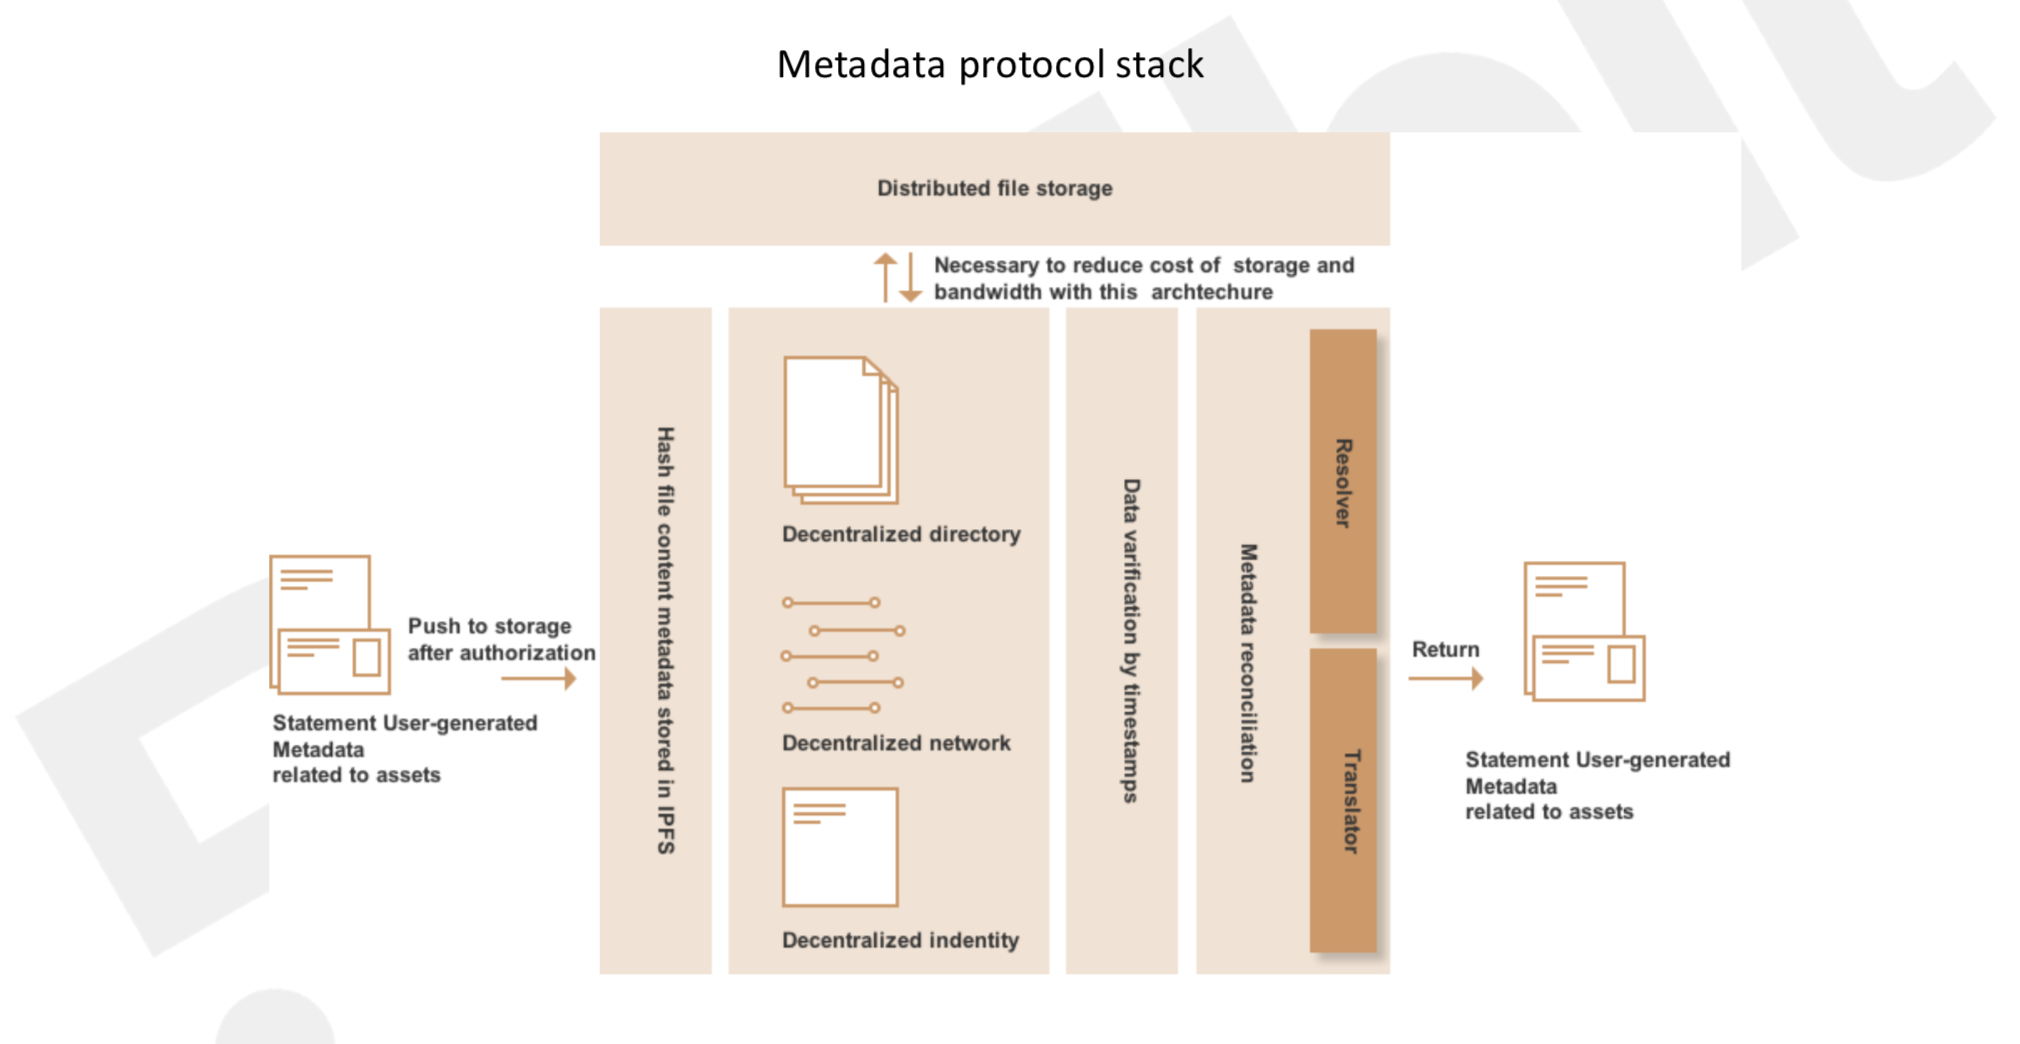 Metadata protocol stack
Distributed file storage
Necessary to reduce cost of storage and
bandwidth with this archtechure
Push to storage
after authorization
Statement User-generated
Metadata
related to assets
Hash file content metadata stored in IPFS
Decentralized directory
Decentralized network
Decentralized indentity
Data varification by timestamps
Metadata reconciliation
Resolver
Translator
Return
Statement User-generated
Metadata
related to assets